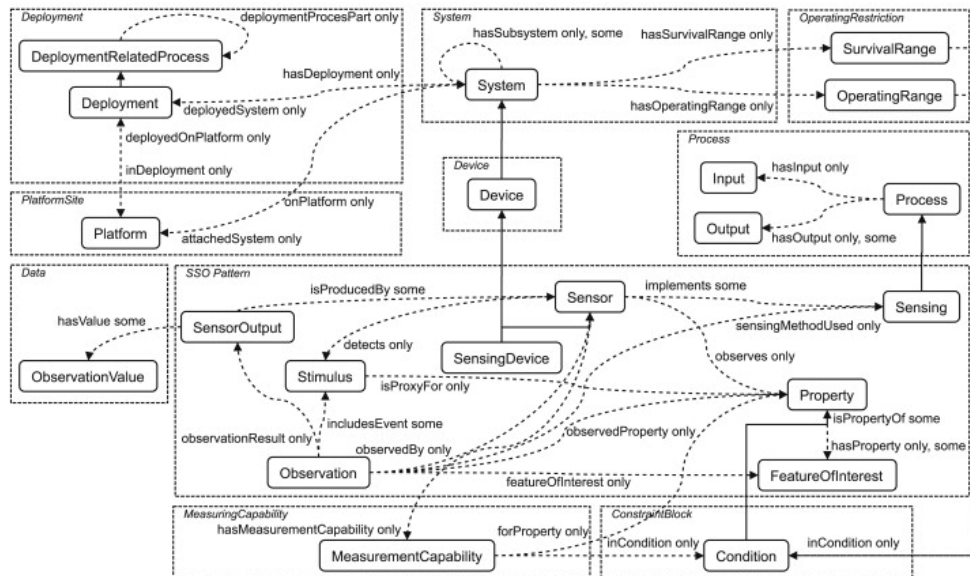 Deployment
deploymentProcesPart only
DeploymentRelatedProcess
Deployment
hasDeployment only
deployedSystem only
deployedOnPlatform only
inDeployment only
System
hasSubsystem only, some
System
hasSurvivalRange only
hasOperatingRange only
OperatingRestriction
SurvivalRange
OperatingRange
Process
hasInput only
Input
Process
Output
hasOutput only, some
Device
Device
PlatformSite
Platform
onPlatform only
attachedSystem only
Data
hasValue some
ObservationValue
SSO Pattern
isProducedBy some
SensorOutput
Sensor
implements some
Sensing
detects only
SensingDevice
sensingMethodUsed only
Stimulus
isProxyFor only
observes only
Property
isPropertyOf some
includesEvent some
observationResult only
observedBy only
observedProperty only
hasProperty only, some
Observation
featureOfInterest only
FeatureOfInterest
MeasuringCapability
hasMeasurementCapability only
forProperty only
MeasurementCapability
ConstraintBlock
inCondition only
Condition
inCondition only